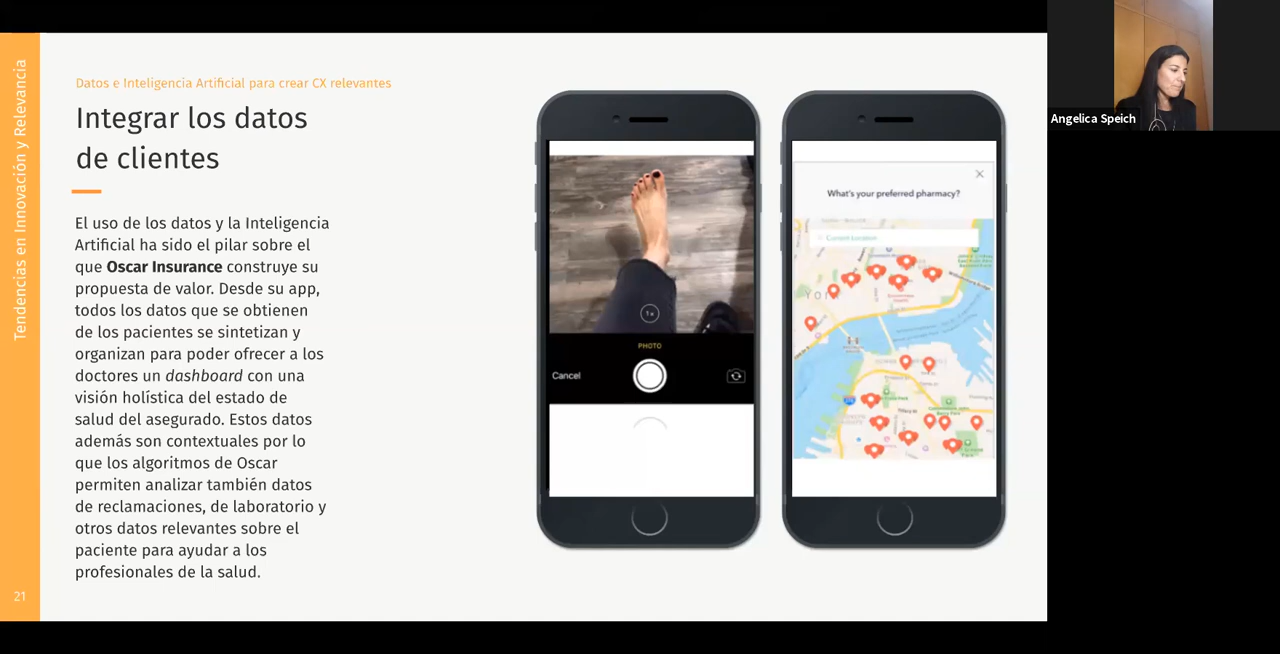 Tendencias en Innovación y Relevancia
21
Datos e Inteligencia Artificial para crear CX relevantes
Integrar los datos
de clientes
El uso de los datos y la Inteligencia
Artificial ha sido el pilar sobre el
que Oscar Insurance construye su
propuesta de valor. Desde su app,
todos los datos que se obtienen
de los pacientes se sintetizan y
organizan para poder ofrecer a los
doctores un dashboard con una
visión holística del estado de
salud del asegurado. Estos datos
además son contextuales por lo
que los algoritmos de Oscar
permiten analizar también datos
de reclamaciones, de laboratorio y
otros datos relevantes sobre el
paciente para ayudar a los
profesionales de la salud.
1x
PHOTO
Cancel
What's your preferred pharmacy?
Current Location
Angelica Speich